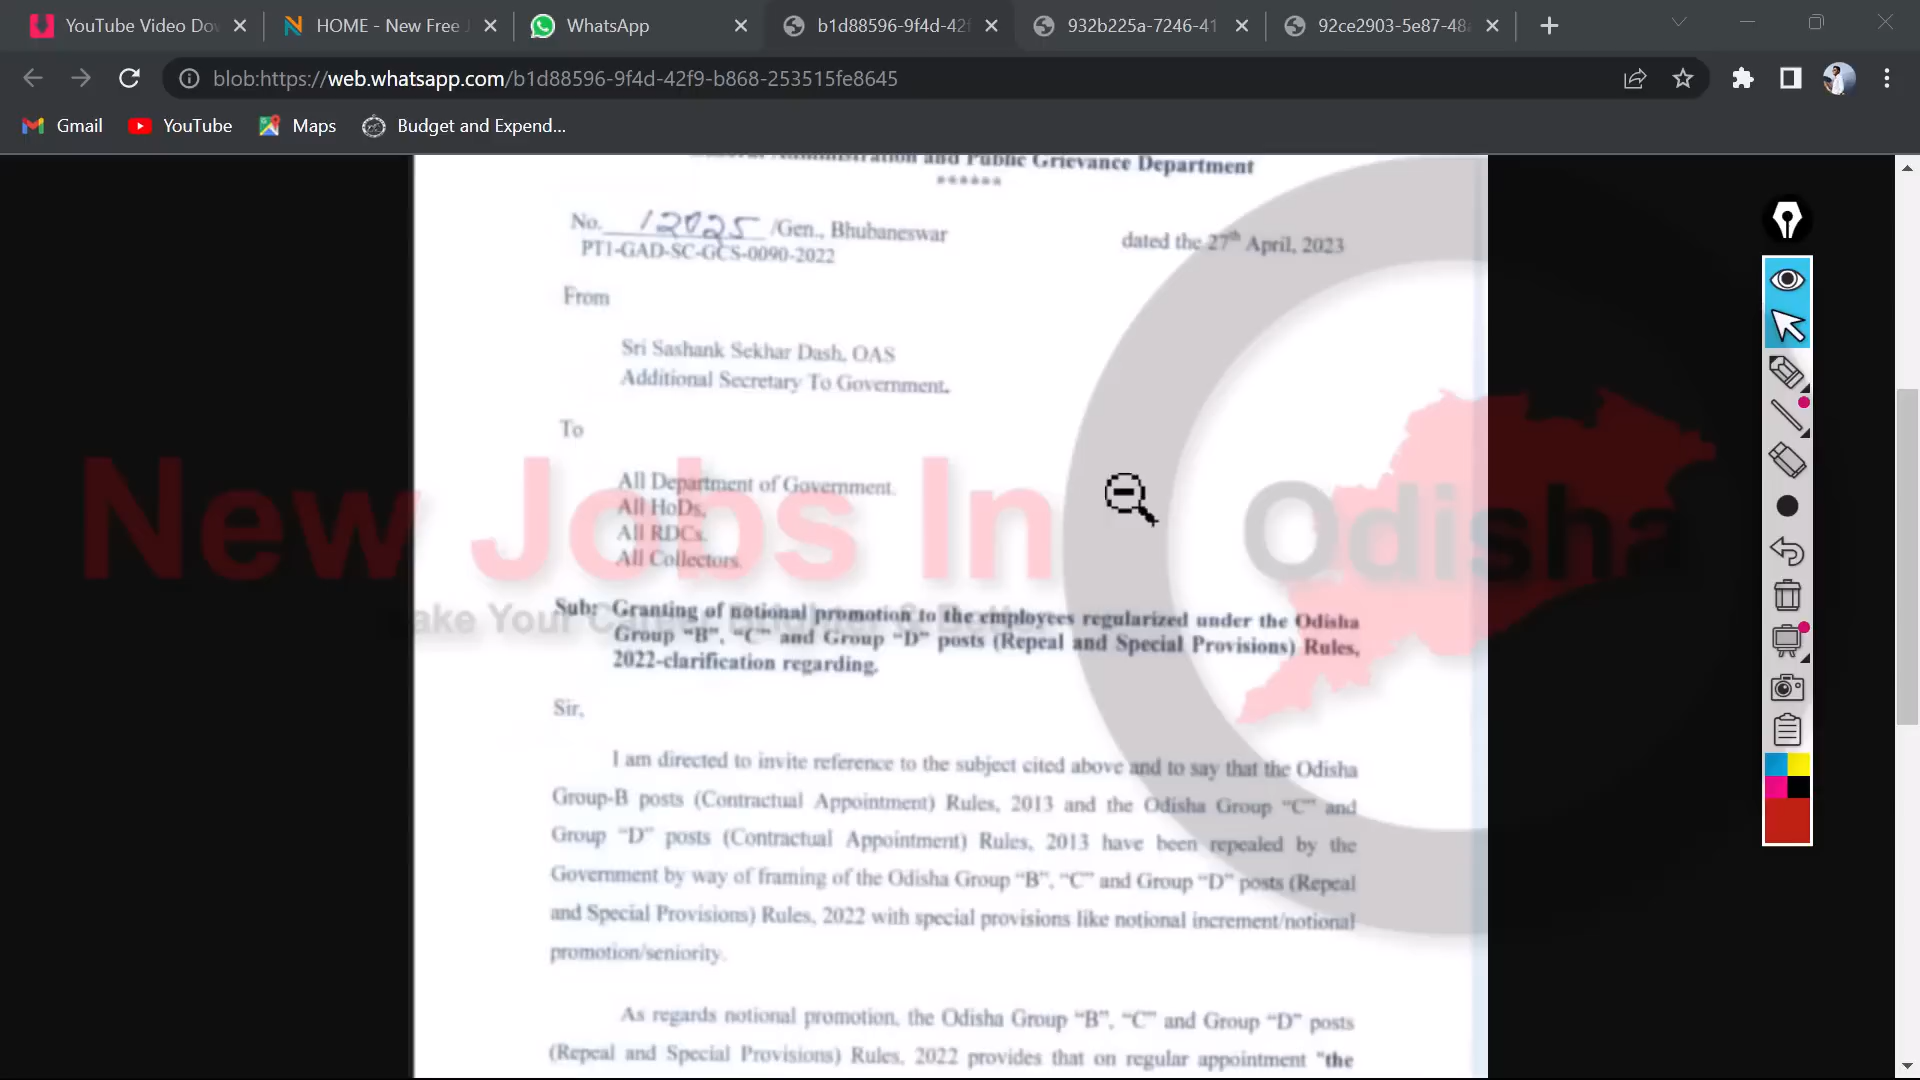 YouTube Video Do
HOME - New Free J
WhatsApp
b1d88596-9f4d-42f
932b225a-7246-41
92ce2903-5e87-48
blob:https://web.whatsapp.com/b1d88596-9f4d-42f9-b868-253515fe8645
Gmail
YouTube
Maps
Budget and Expend...
Administration and Public Grievance Department
******
No. 12025 /Gen., Bhubaneswar
dated the 27th April, 2023
PT1-GAD-SC-GCS-0090-2022
From
Sri Sashank Sekhar Dash, OAS
Additional Secretary To Government.
To
All Department of Government.
All HoDs,
All RDCs.
All Collectors.
New Jobs In Odisha
ake Your Career
Sub: Granting of notional promotion to the employees regularized under the Odisha
Group “B”, “C” and Group “D” posts (Repeal and Special Provisions) Rules,
2022-clarification regarding.
Sir,
I am directed to invite reference to the subject cited above and to say that the Odisha
Group-B posts (Contractual Appointment) Rules, 2013 and the Odisha Group “C” and
Group “D” posts (Contractual Appointment) Rules, 2013 have been repealed by the
Government by way of framing of the Odisha Group “B”, “C” and Group “D” posts (Repeal
and Special Provisions) Rules, 2022 with special provisions like notional increment/notional
promotion/seniority.
As regards notional promotion, the Odisha Group “B”, “C” and Group “D” posts
(Repeal and Special Provisions) Rules, 2022 provides that on regular appointment “the